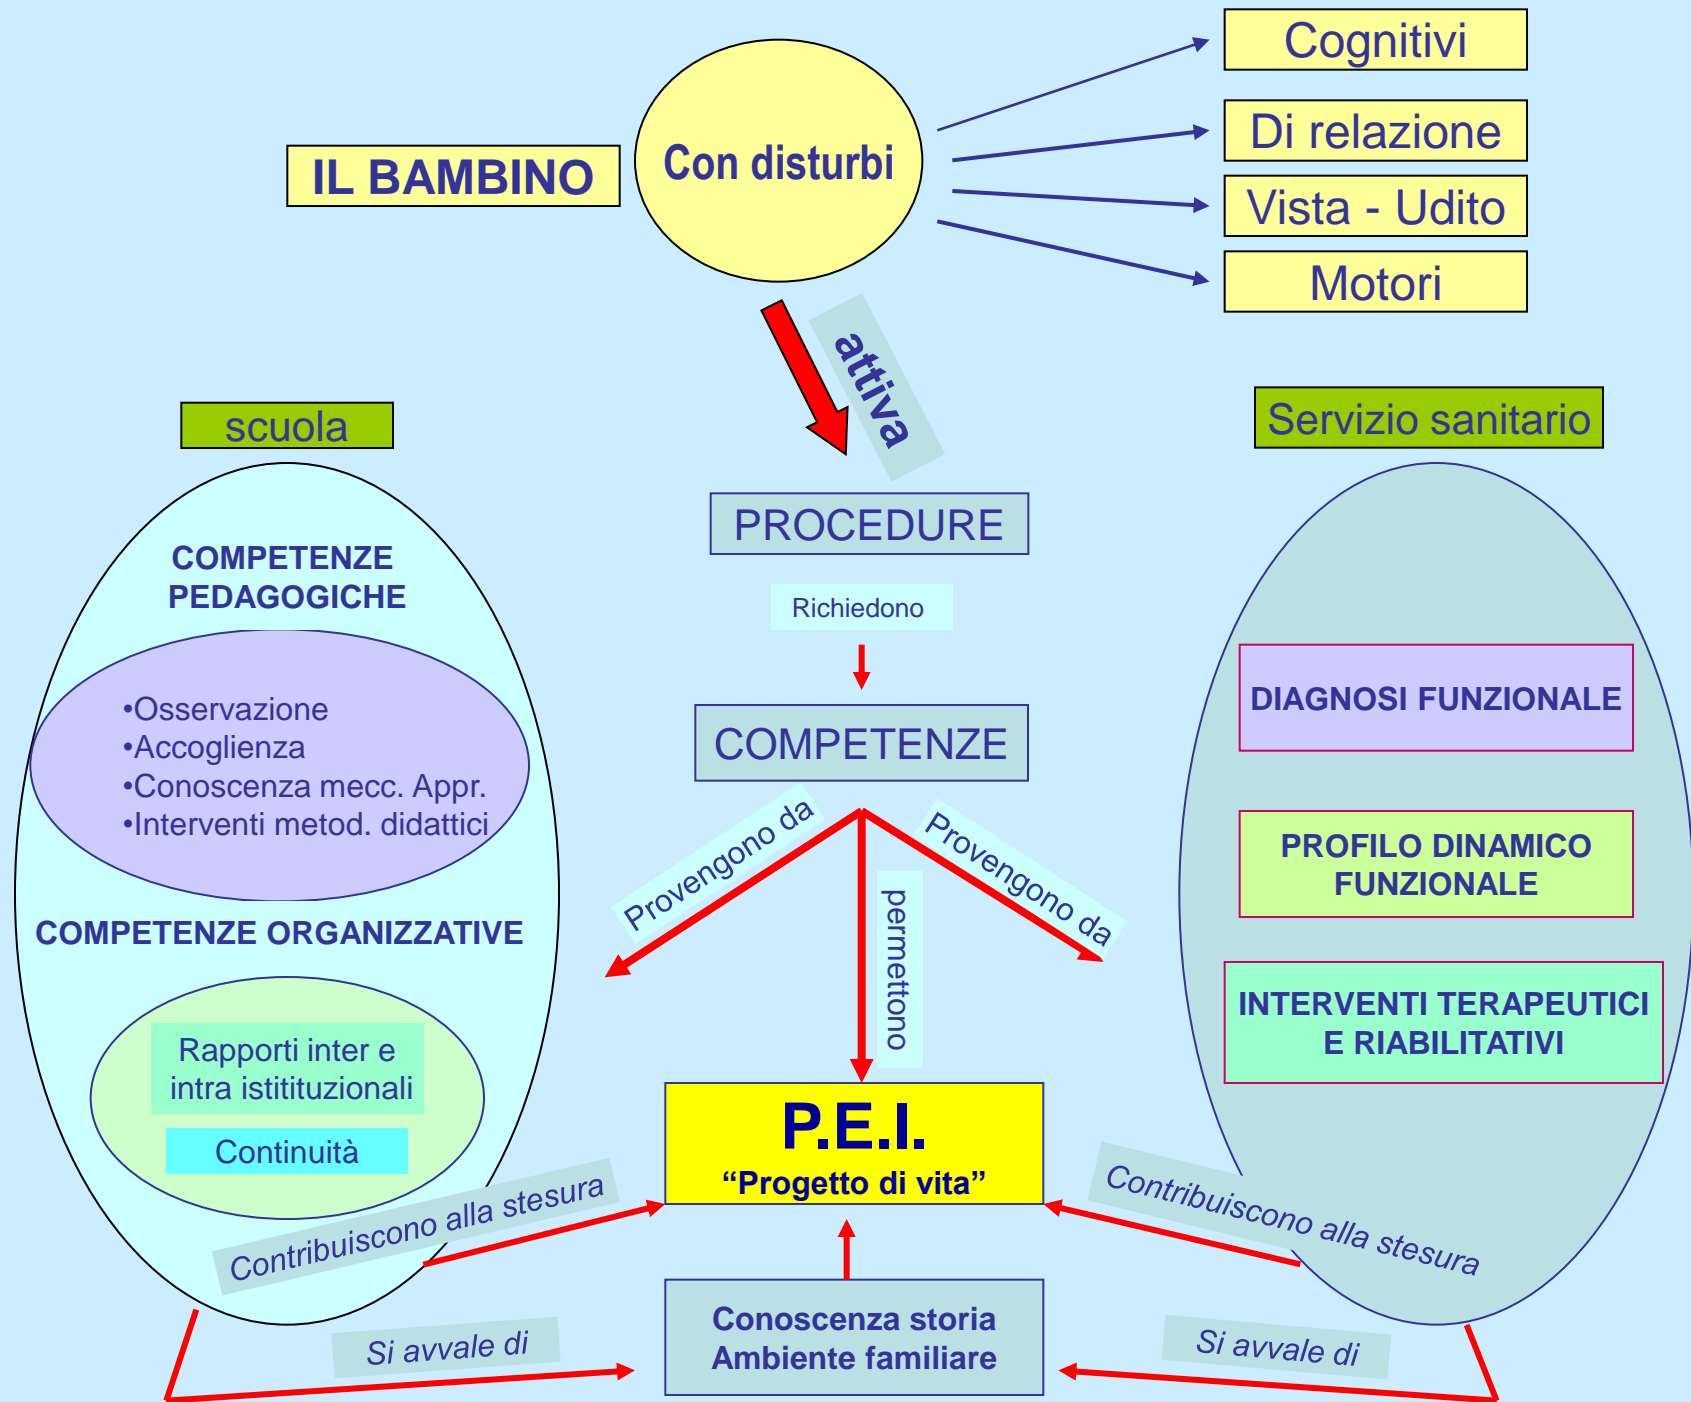 IL BAMBINO
Con disturbi
Cognitivi
Di relazione
Vista - Udito
Motori
attiva
scuola
Servizio sanitario
PROCEDURE
Richiedono
COMPETENZE
Provengono da
permettono
Provengono da
COMPETENZE
PEDAGOGICHE
•Osservazione
•Accoglienza
•Conoscenza mecc. Appr.
•Interventi metod. didattici
COMPETENZE ORGANIZZATIVE
Rapporti inter e
intra istitituzionali
Continuità
DIAGNOSI FUNZIONALE
PROFILO DINAMICO
FUNZIONALE
INTERVENTI TERAPEUTICI
E RIABILITATIVI
P.E.I.
“Progetto di vita”
Contribuiscono alla stesura
Contribuiscono alla stesura
Conoscenza storia
Ambiente familiare
Si avvale di
Si avvale di